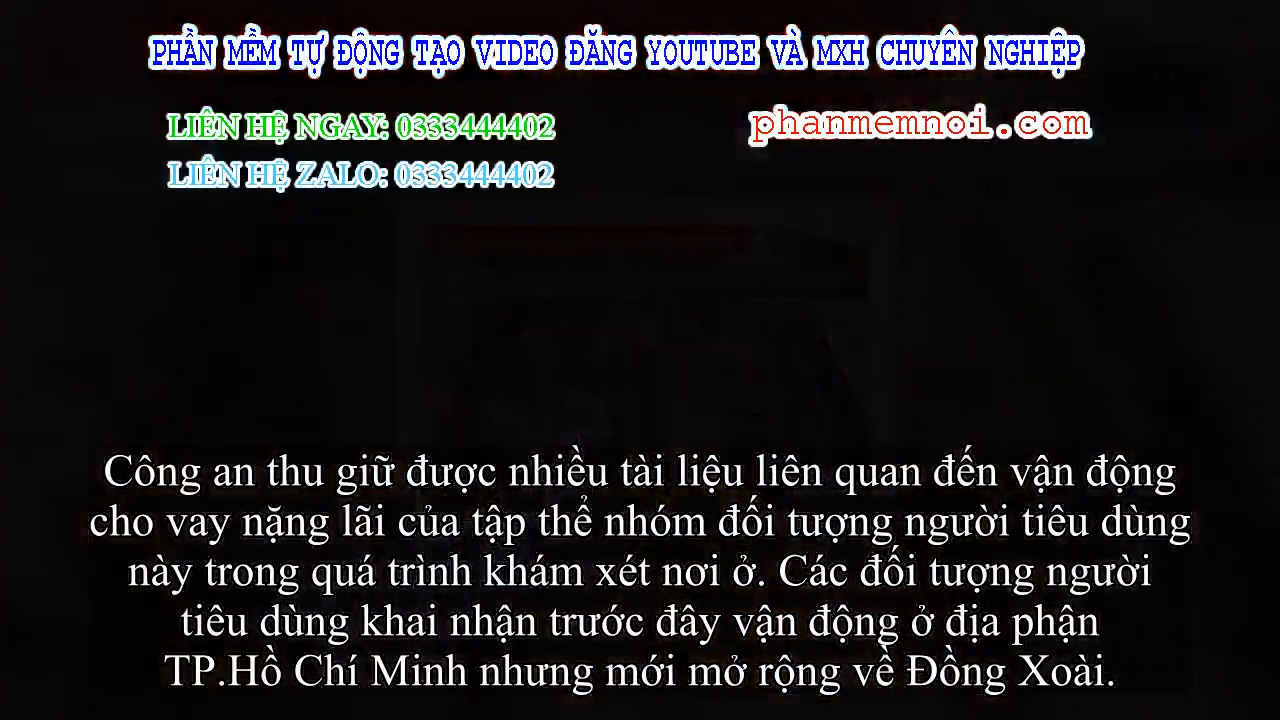 PHẦN MỀM TỰ ĐỘNG TẠO VIDEO ĐĂNG YOUTUBE VÀ MXH CHUYÊN NGHIỆP
LIÊN HỆ NGAY: 0333444402
phanmemnoi.com
LIÊN HỆ ZALO: 0333444402
Công an thu giữ được nhiều tài liệu liên quan đến vận động
cho vay nặng lãi của tập thể nhóm đối tượng người tiêu dùng
này trong quá trình khám xét nơi ở. Các đối tượng người
tiêu dùng khai nhận trước đây vận động ở địa phận
TP.Hồ Chí Minh nhưng mới mở rộng về Đồng Xoài.